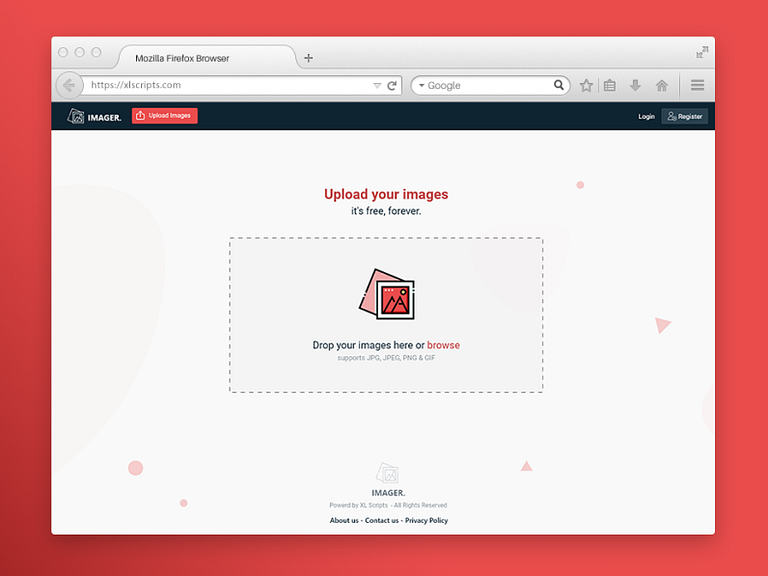 Mozilla Firefox Browser
https://xlscripts.com
Google
IMAGER.
Upload Images
Login
Register
Upload your images
it's free, forever.
Drop your images here or browse
supports JPG, JPEG, PNG & GIF
IMAGER.
Powerd by XL Scripts - All Rights Reserved
About us - Contact us - Privacy Policy